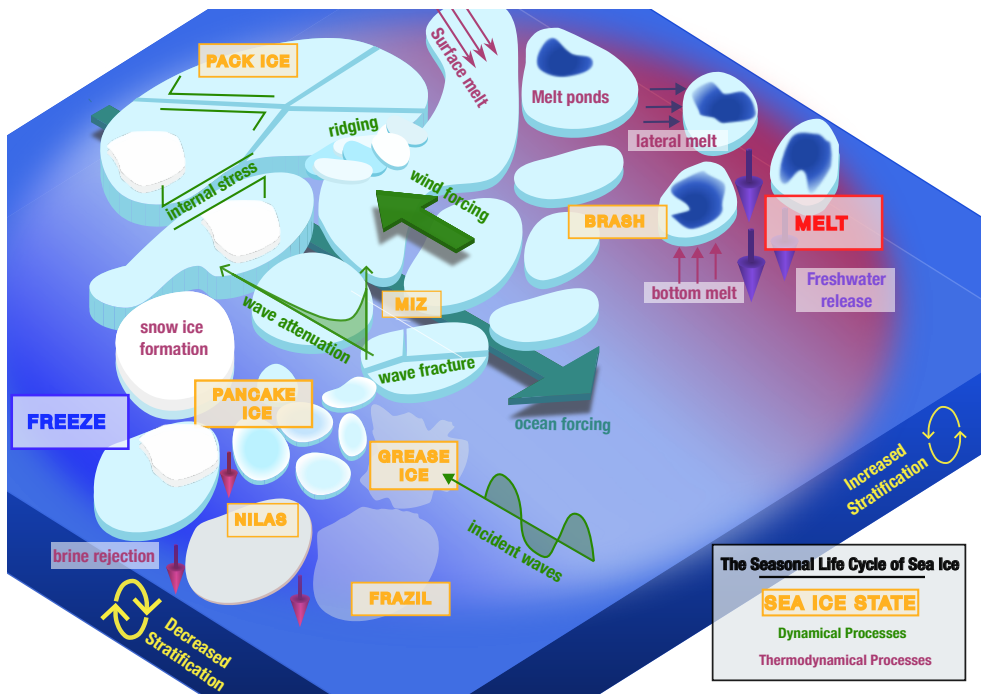 PACK ICE
Surface melt
Melt ponds
ridging
lateral melt
internal stress
wind forcing
BRASH
MELT
bottom melt
Freshwater
release
MIZ
wave attenuation
snow ice
formation
wave fracture
PANCAKE
ICE
FREEZE
ocean forcing
GREASE
ICE
Increased
Stratification
NILAS
incident waves
brine rejection
FRAZIL
Decreased
Stratification
The Seasonal Life Cycle of Sea Ice
SEA ICE STATE
Dynamical Processes
Thermodynamical Processes